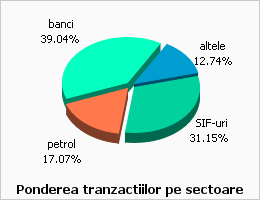 banci
39.04%
altele
12.74%
SIF-uri
31.15%
petrol
17.07%
Ponderea tranzactiilor pe sectoare